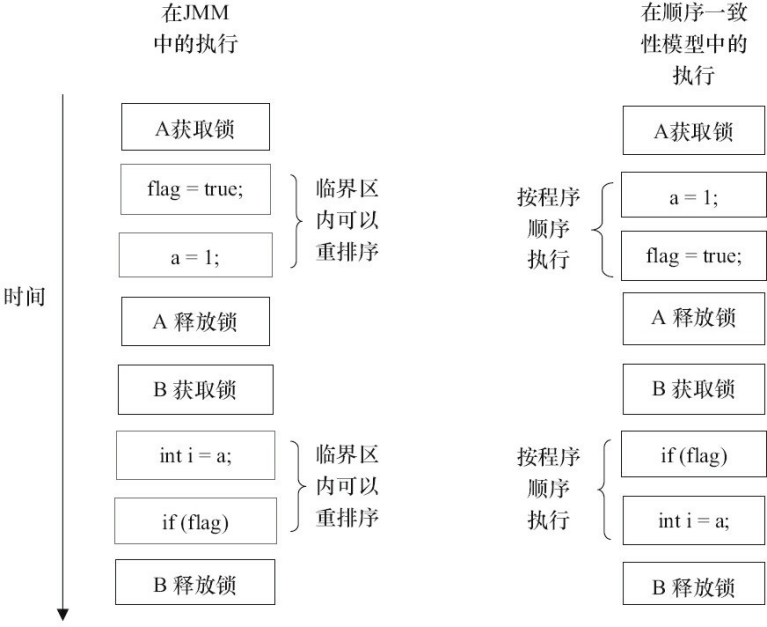 在JMM
中的执行
在顺序一致
性模型中的
执行
时间
A获取锁
flag = true;
a = 1;
临界区
内可以
重排序
A 释放锁
B 获取锁
int i = a;
if (flag)
临界区
内可以
重排序
B 释放锁
A获取锁
按程序
顺序
执行
a = 1;
flag = true;
A 释放锁
B 获取锁
按程序
顺序
执行
if (flag)
int i = a;
B 释放锁